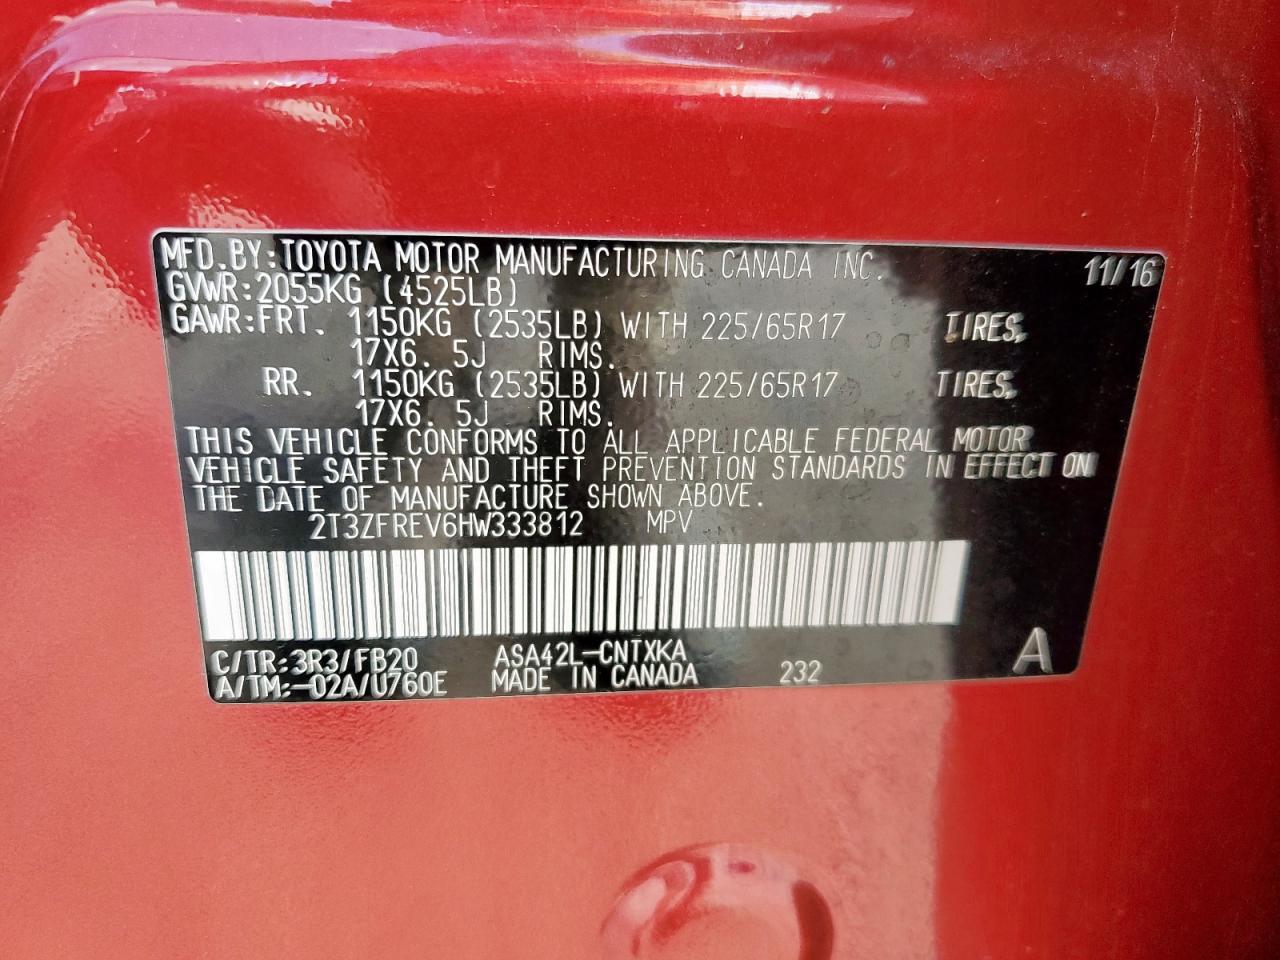 MFD.BY:TOYOTA MOTOR MANUFACTURING CANADA INC. 11/16
GVWR:2055KG (4525LB)
GAWR:FRT. 1150KG (2535LB) WITH 225/65R17 TIRES,
17X6. 5J RIMS.
RR. 1150KG (2535LB) WITH 225/65R17 TIRES,
17X6. 5J RIMS.
THIS VEHICLE CONFORMS TO ALL APPLICABLE FEDERAL MOTOR
VEHICLE SAFETY AND THEFT PREVENTION STANDARDS IN EFFECT ON
THE DATE OF MANUFACTURE SHOWN ABOVE.
2T3ZFREV6HW333812 MPV
C/TR:3R3/FB20 ASA42L-CNTXKA
A/TM:-02A/U760E MADE IN CANADA 232 A